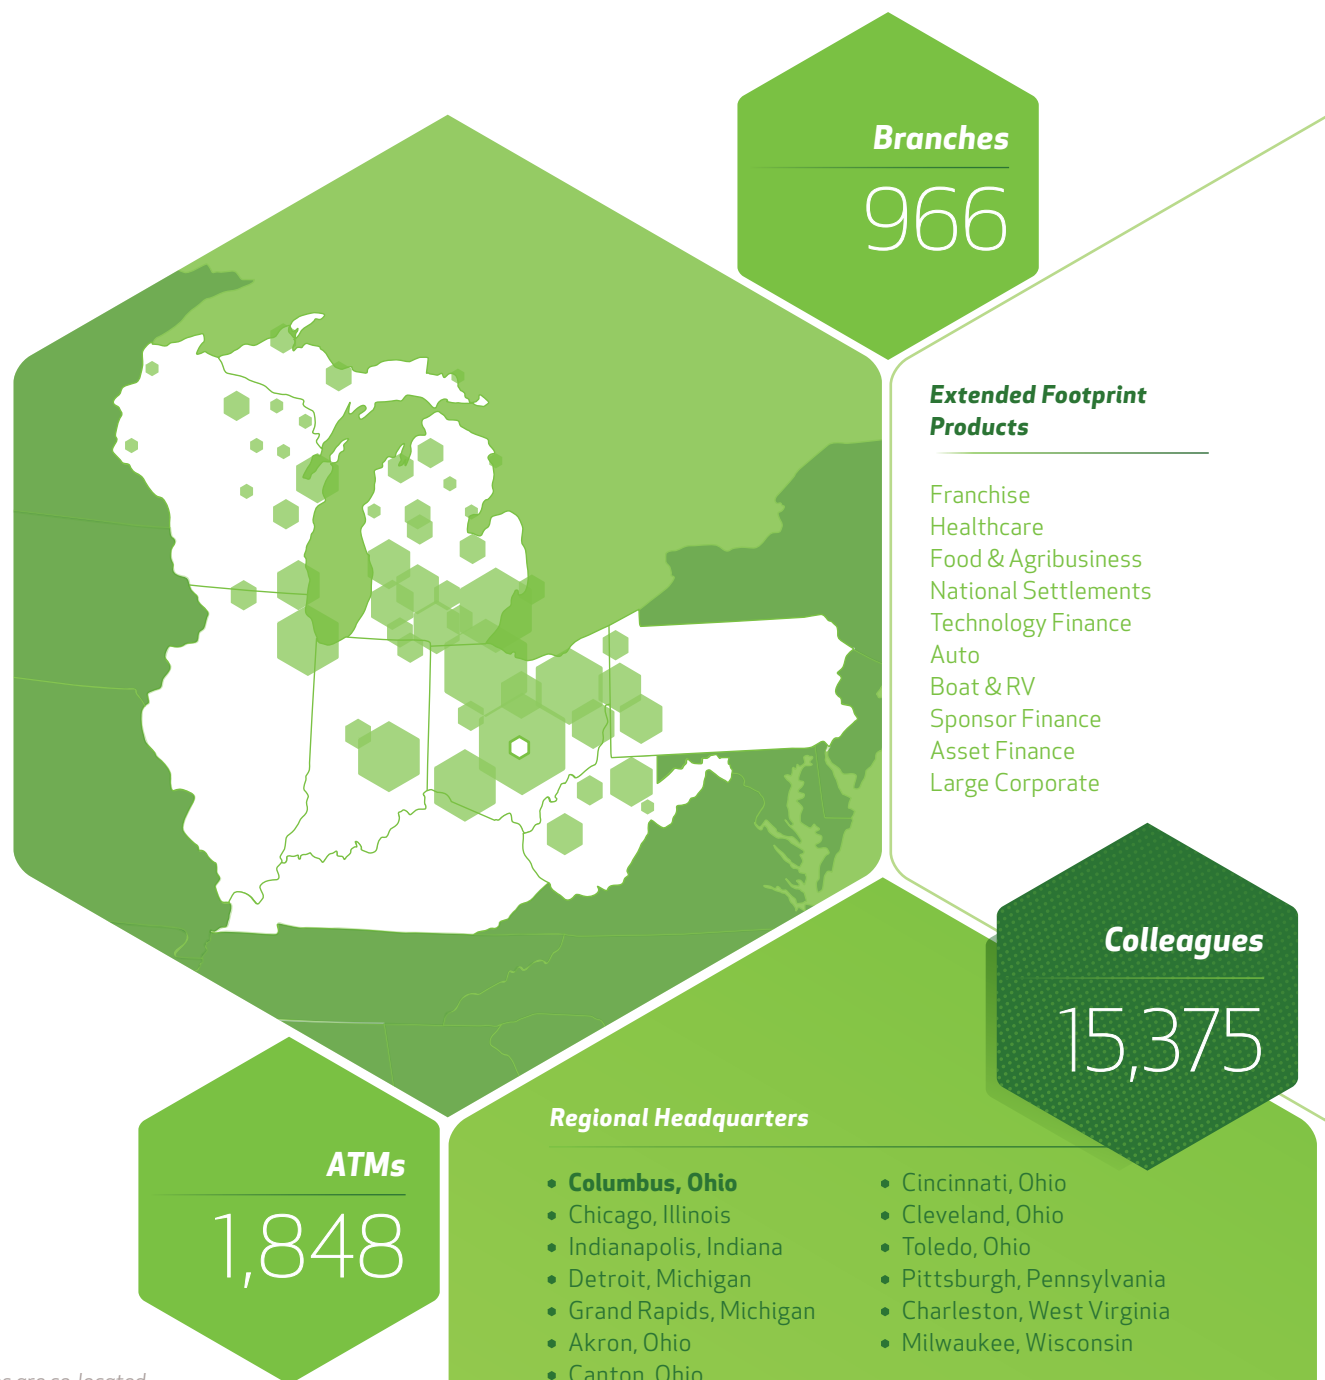 Branches
966
Extended Footprint
Products
Franchise
Healthcare
Food & Agribusiness
National Settlements
Technology Finance
Auto
Boat & RV
Sponsor Finance
Asset Finance
Large Corporate
Colleagues
15,375
ATMs
1,848
Regional Headquarters
Columbus, Ohio
Chicago, Illinois
Indianapolis, Indiana
Detroit, Michigan
Grand Rapids, Michigan
Akron, Ohio
Canton, Ohio
Cincinnati, Ohio
Cleveland, Ohio
Toledo, Ohio
Pittsburgh, Pennsylvania
Charleston, West Virginia
Milwaukee, Wisconsin
are co-located